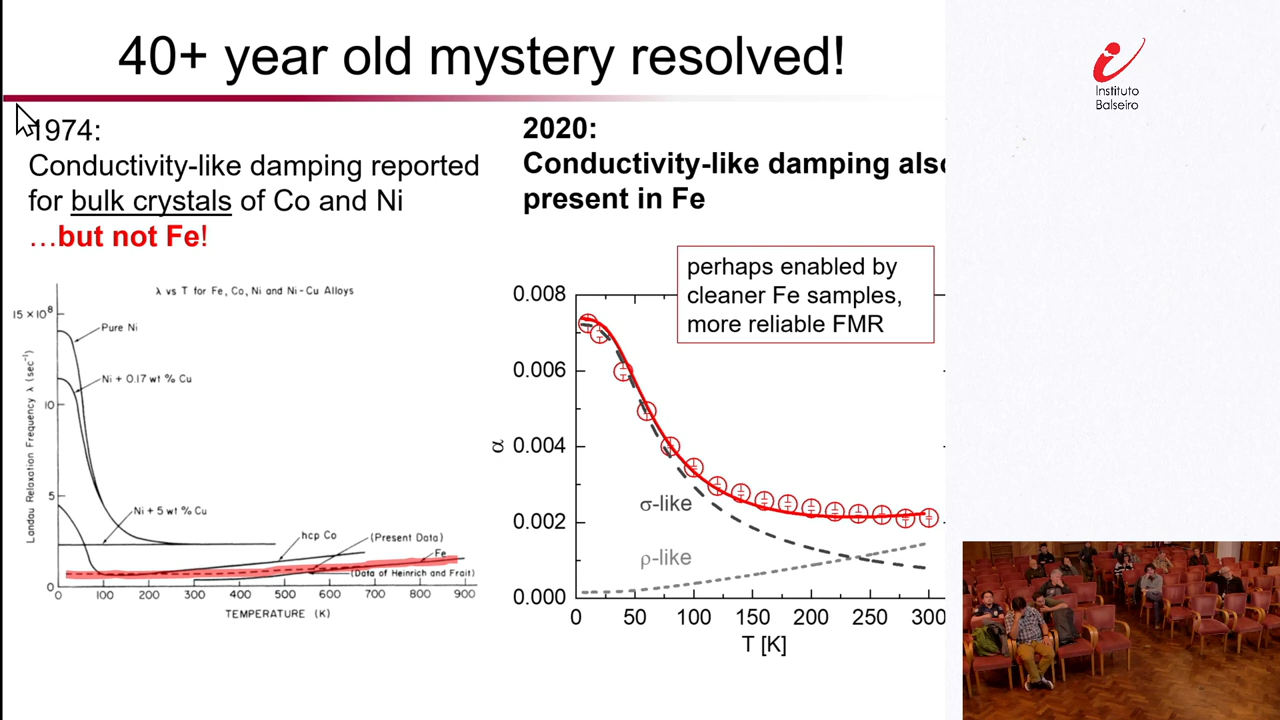 40+ year old mystery resolved!
1974:
Conductivity-like damping reported
for bulk crystals of Co and Ni
…but not Fe!
λ vs T for Fe, Co, Ni and Ni-Cu Alloys
15 × 10⁸
10
5
0
Landau Relaxation Frequency λ (sec⁻¹)
Pure Ni
Ni + 0.17 wt % Cu
Ni + 5 wt % Cu
hcp Co
(Present Data)
Fe
(Data of Heinrich and Frait)
0 100 200 300 400 500 600 700 800 900
TEMPERATURE (K)
2020:
Conductivity-like damping also
present in Fe
perhaps enabled by
cleaner Fe samples,
more reliable FMR
0.008
0.006
0.004
0.002
0.000
α
σ-like
ρ-like
0 50 100 150 200 250 300
T [K]
Instituto
Balseiro